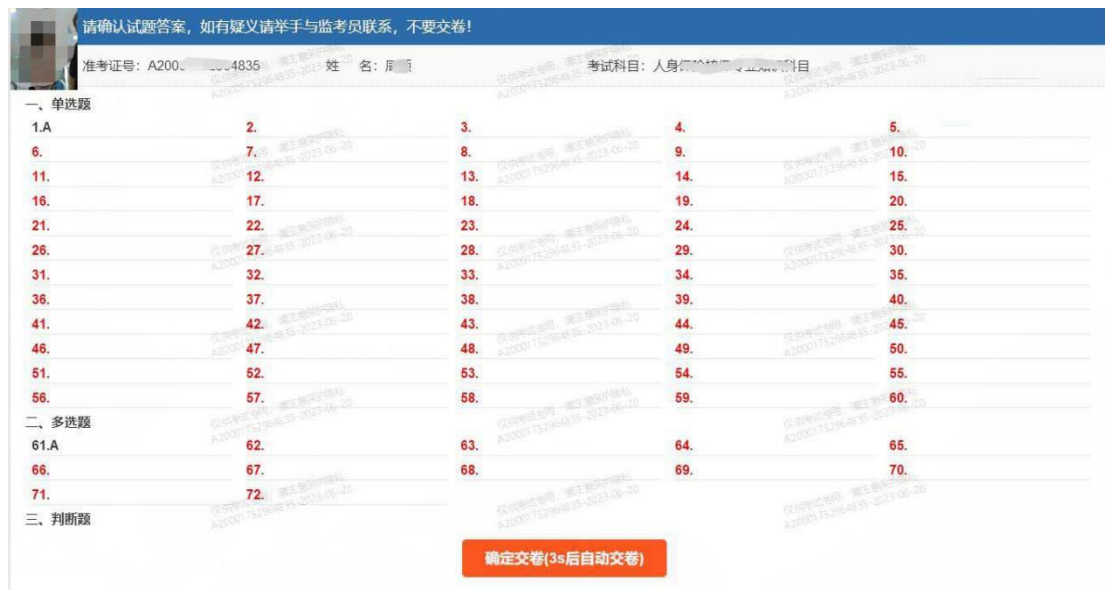 请确认试题答案，如有疑义请举手与监考员联系，不要交卷！
准考证号：A200 4835 姓 名：周 考试科目：人身 科目
一、单选题
1.A 2. 3. 4. 5.
6. 7. 8. 9. 10.
11. 12. 13. 14. 15.
16. 17. 18. 19. 20.
21. 22. 23. 24. 25.
26. 27. 28. 29. 30.
31. 32. 33. 34. 35.
36. 37. 38. 39. 40.
41. 42. 43. 44. 45.
46. 47. 48. 49. 50.
51. 52. 53. 54. 55.
56. 57. 58. 59. 60.
二、多选题
61.A 62. 63. 64. 65.
66. 67. 68. 69. 70.
71. 72.
三、判断题
确定交卷(3s后自动交卷)